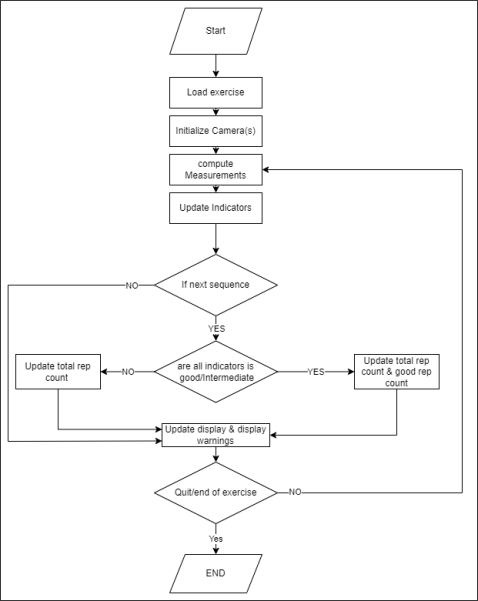 Start
Load exercise
Initialize Camera(s)
compute
Measurements
Update Indicators
If next sequence
NO
YES
are all indicators is
good/Intermediate
NO
YES
Update total rep
count
Update total rep
count & good rep
count
Update display & display
warnings
Quit/end of exercise
NO
Yes
END